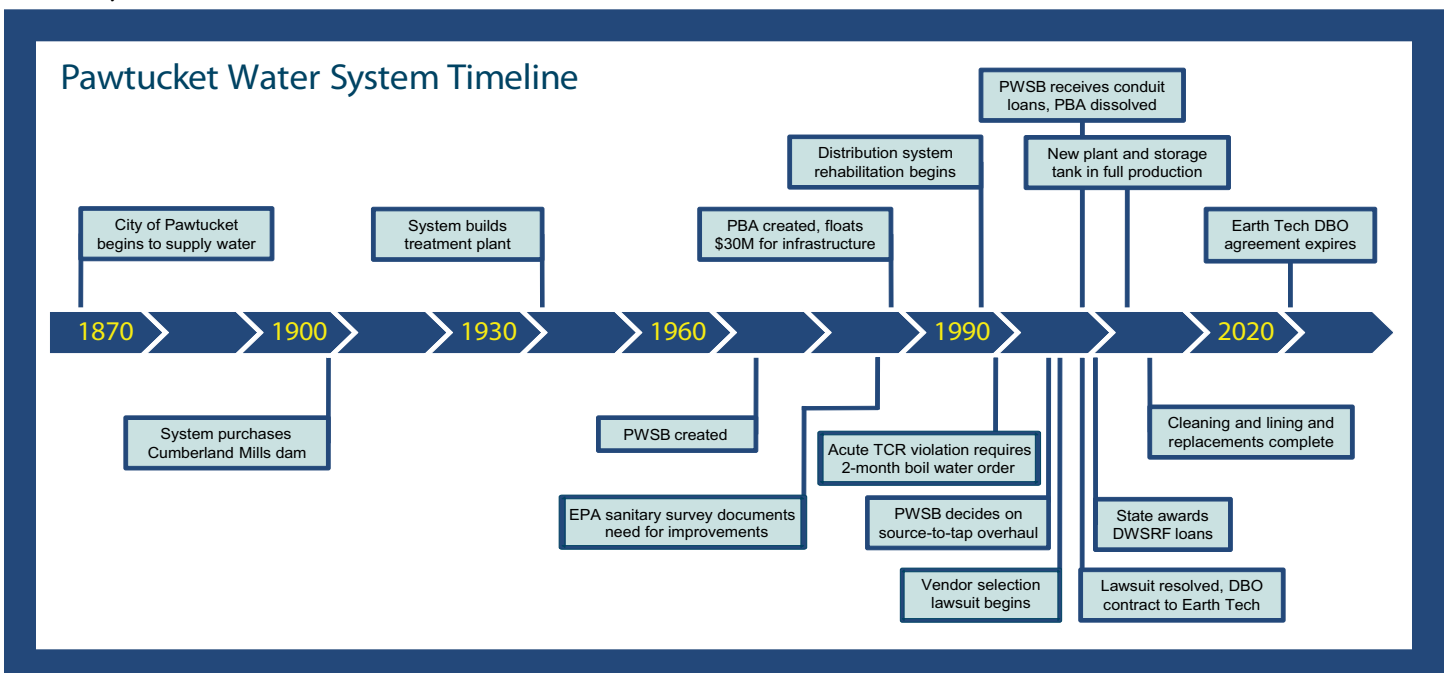 Pawtucket Water System Timeline
PWSB receives conduit
loans, PBA dissolved
Distribution system
rehabilitation begins
New plant and storage
tank in full production
City of Pawtucket
begins to supply water
System builds
treatment plant
PBA created, floats
$30M for infrastructure
Earth Tech DBO
agreement expires
1870
1900
1930
1960
1990
2020
System purchases
Cumberland Mills dam
PWSB created
Acute TCR violation requires
2-month boil water order
Cleaning and lining and
replacements complete
EPA sanitary survey documents
need for improvements
PWSB decides on
source-to-tap overhaul
State awards
DWSRF loans
Vendor selection
lawsuit begins
Lawsuit resolved, DBO
contract to Earth Tech